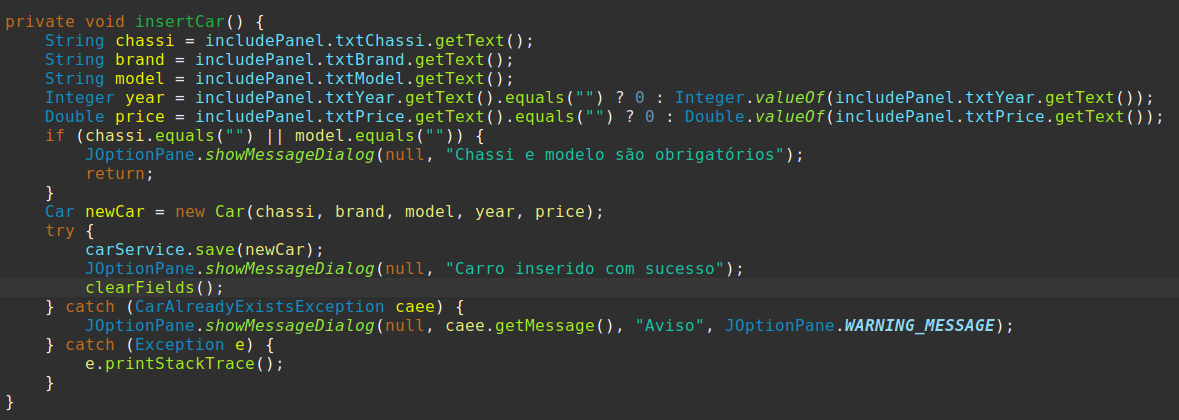 private void insertCar() {
    String chassi = includePanel.txtChassi.getText();
    String brand = includePanel.txtBrand.getText();
    String model = includePanel.txtModel.getText();
    Integer year = includePanel.txtYear.getText().equals("") ? 0 : Integer.valueOf(includePanel.txtYear.getText());
    Double price = includePanel.txtPrice.getText().equals("") ? 0 : Double.valueOf(includePanel.txtPrice.getText());
    if (chassi.equals("") || model.equals("")) {
        JOptionPane.showMessageDialog(null, "Chassi e modelo são obrigatórios");
        return;
    }
    Car newCar = new Car(chassi, brand, model, year, price);
    try {
        carService.save(newCar);
        JOptionPane.showMessageDialog(null, "Carro inserido com sucesso");
        clearFields();
    } catch (CarAlreadyExistsException caee) {
        JOptionPane.showMessageDialog(null, caee.getMessage(), "Aviso", JOptionPane.WARNING_MESSAGE);
    } catch (Exception e) {
        e.printStackTrace();
    }
}